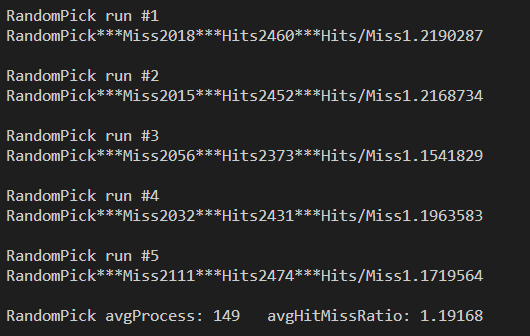 RandomPick run #1
RandomPick***Miss2018***Hits2460***Hits/Miss1.2190287
RandomPick run #2
RandomPick***Miss2015***Hits2452***Hits/Miss1.2168734
RandomPick run #3
RandomPick***Miss2056***Hits2373***Hits/Miss1.1541829
RandomPick run #4
RandomPick***Miss2032***Hits2431***Hits/Miss1.1963583
RandomPick run #5
RandomPick***Miss2111***Hits2474***Hits/Miss1.1719564
RandomPick avgProcess: 149   avgHitMissRatio: 1.19168